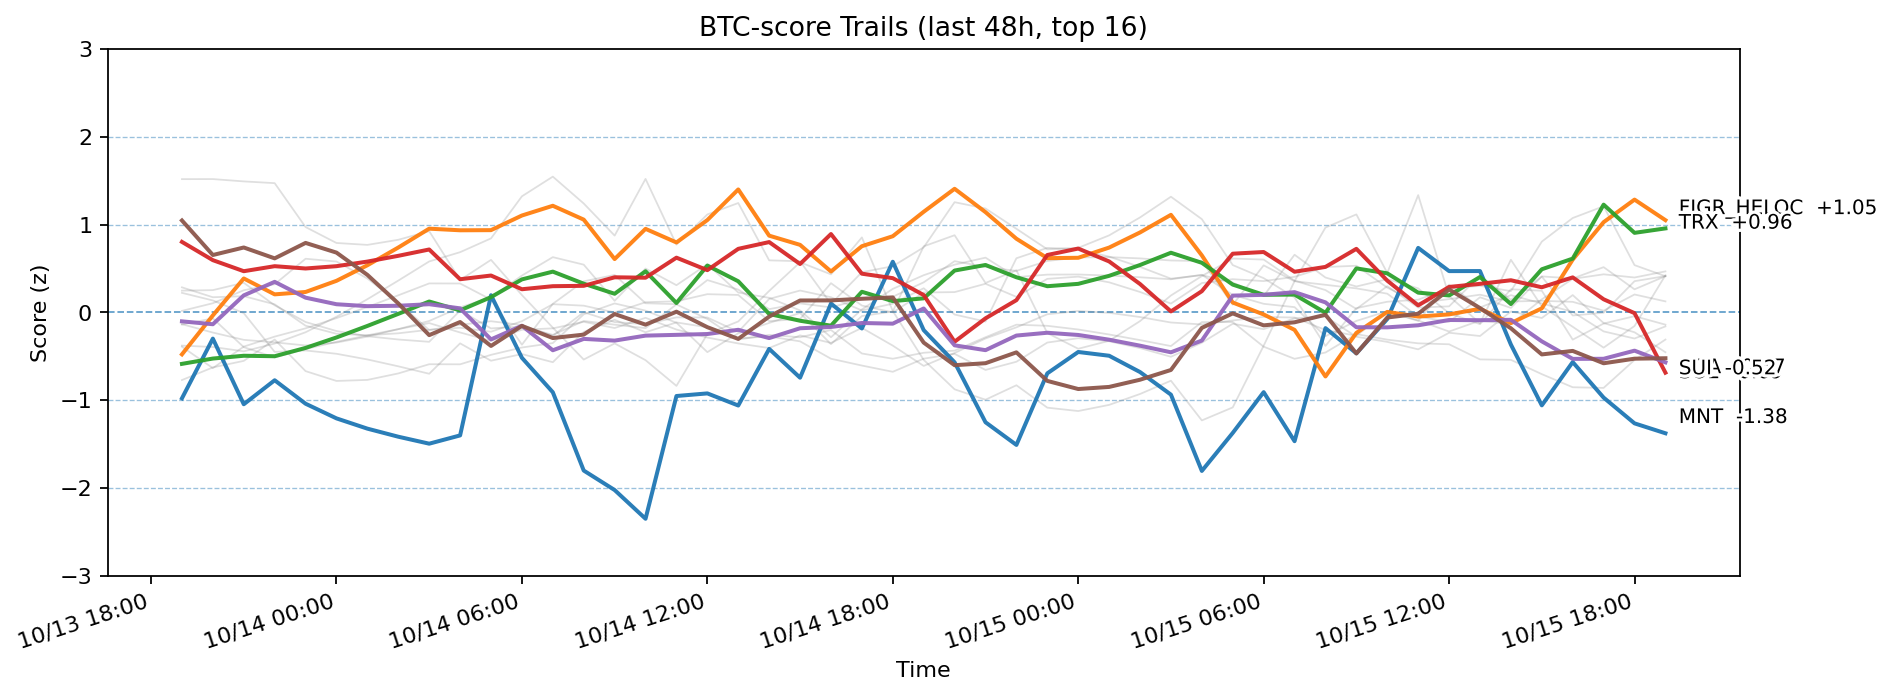 BTC-score Trails (last 48h, top 16)
Score (z)
3
2
1
0
−1
−2
−3
FIGR_HELOC +1.05
TRX +0.96
SUI
MNT -1.38
10/13 18:00
10/14 00:00
10/14 06:00
10/14 12:00
10/14 18:00
10/15 00:00
10/15 06:00
10/15 12:00
10/15 18:00
Time